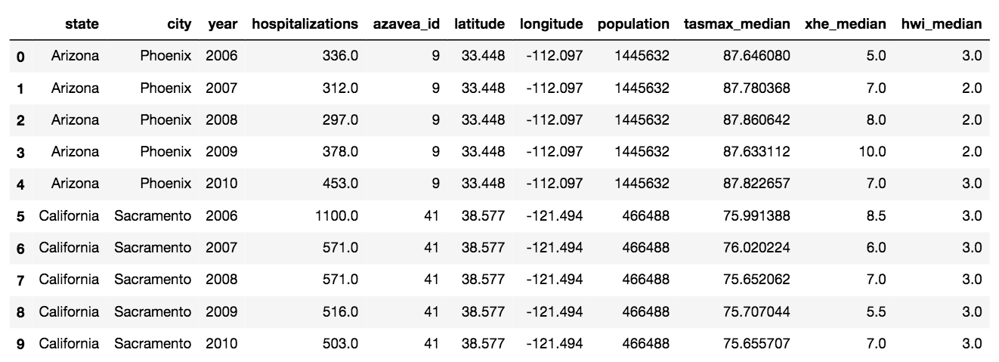 state city year hospitalizations azavea_id latitude longitude population tasmax_median xhe_median hwi_median
0 Arizona Phoenix 2006 336.0 9 33.448 -112.097 1445632 87.646080 5.0 3.0
1 Arizona Phoenix 2007 312.0 9 33.448 -112.097 1445632 87.780368 7.0 2.0
2 Arizona Phoenix 2008 297.0 9 33.448 -112.097 1445632 87.860642 8.0 2.0
3 Arizona Phoenix 2009 378.0 9 33.448 -112.097 1445632 87.633112 10.0 2.0
4 Arizona Phoenix 2010 453.0 9 33.448 -112.097 1445632 87.822657 7.0 3.0
5 California Sacramento 2006 1100.0 41 38.577 -121.494 466488 75.991388 8.5 3.0
6 California Sacramento 2007 571.0 41 38.577 -121.494 466488 76.020224 6.0 3.0
7 California Sacramento 2008 571.0 41 38.577 -121.494 466488 75.652062 7.0 3.0
8 California Sacramento 2009 516.0 41 38.577 -121.494 466488 75.707044 5.5 3.0
9 California Sacramento 2010 503.0 41 38.577 -121.494 466488 75.655707 7.0 3.0